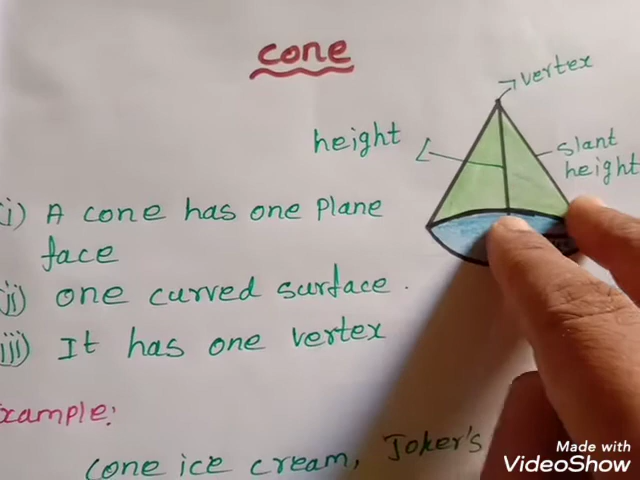 cone
vertex
height
slant
height
i) A cone has one plane
face
ii) one curved surface.
iii) It has one vertex
xample:
cone ice cream, Joker's
Made with
VideoShow